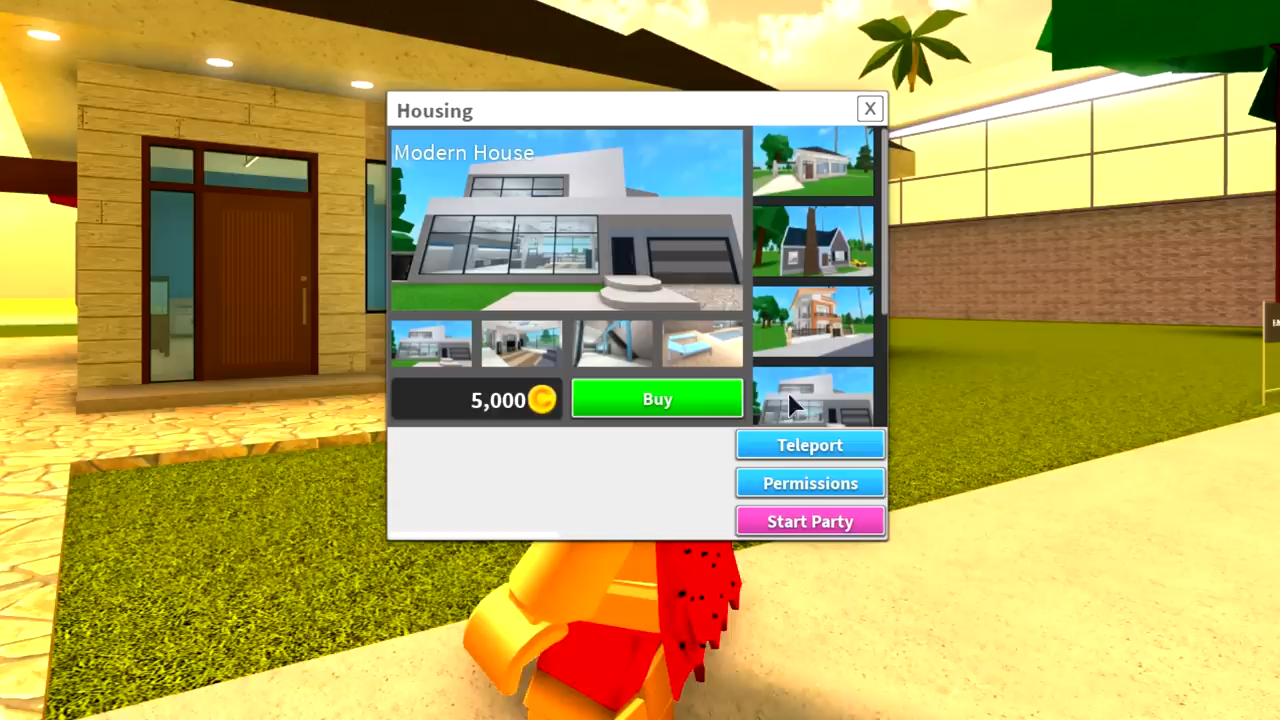 Housing
X
Modern House
5,000
Buy
Teleport
Permissions
Start Party